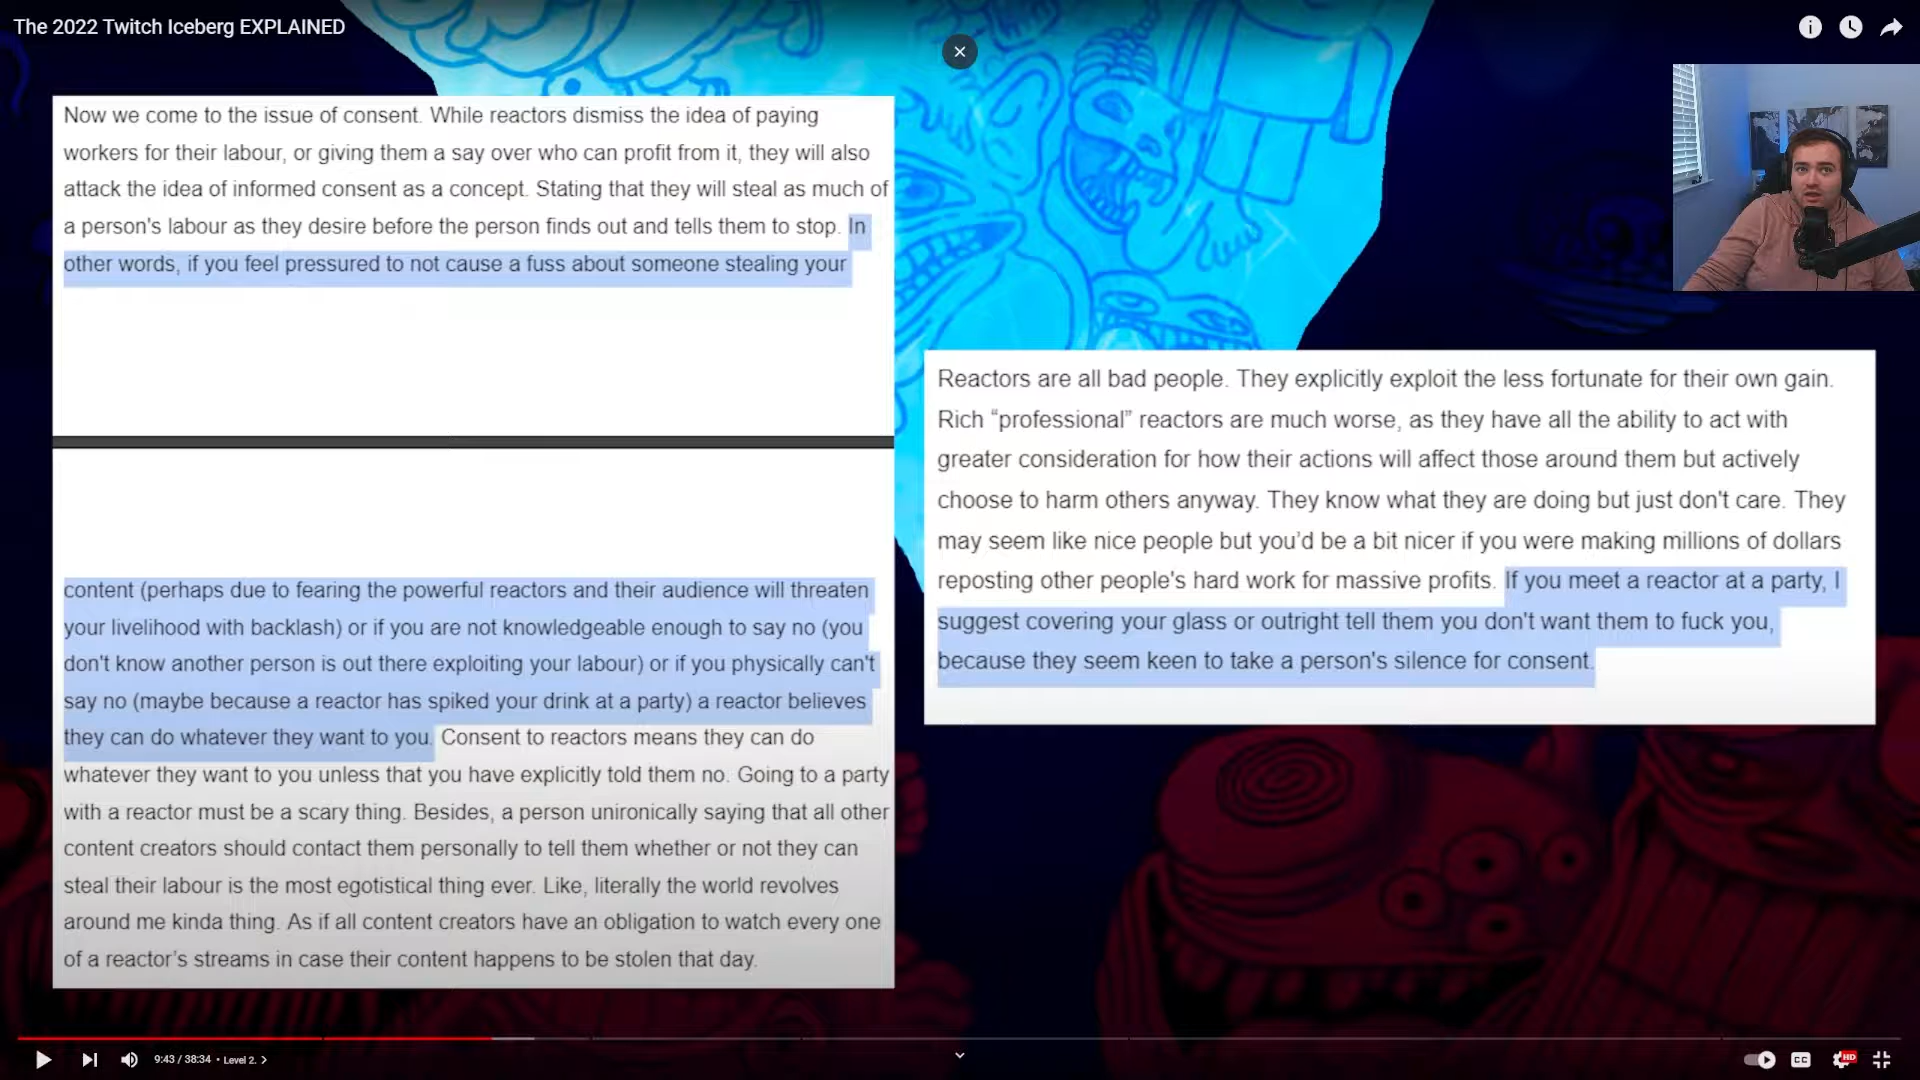 The 2022 Twitch Iceberg EXPLAINED
Now we come to the issue of consent. While reactors dismiss the idea of paying
workers for their labour, or giving them a say over who can profit from it, they will also
attack the idea of informed consent as a concept. Stating that they will steal as much of
a person's labour as they desire before the person finds out and tells them to stop. In
other words, if you feel pressured to not cause a fuss about someone stealing your
content (perhaps due to fearing the powerful reactors and their audience will threaten
your livelihood with backlash) or if you are not knowledgeable enough to say no (you
don't know another person is out there exploiting your labour) or if you physically can't
say no (maybe because a reactor has spiked your drink at a party) a reactor believes
they can do whatever they want to you. Consent to reactors means they can do
whatever they want to you unless that you have explicitly told them no. Going to a party
with a reactor must be a scary thing. Besides, a person unironically saying that all other
content creators should contact them personally to tell them whether or not they can
steal their labour is the most egotistical thing ever. Like, literally the world revolves
around me kinda thing. As if all content creators have an obligation to watch every one
of a reactor's streams in case their content happens to be stolen that day.
Reactors are all bad people. They explicitly exploit the less fortunate for their own gain.
Rich “professional” reactors are much worse, as they have all the ability to act with
greater consideration for how their actions will affect those around them but actively
choose to harm others anyway. They know what they are doing but just don't care. They
may seem like nice people but you’d be a bit nicer if you were making millions of dollars
reposting other people's hard work for massive profits. If you meet a reactor at a party, I
suggest covering your glass or outright tell them you don't want them to fuck you,
because they seem keen to take a person's silence for consent.
9:43 / 38:34 • Level 2.
CC
HD